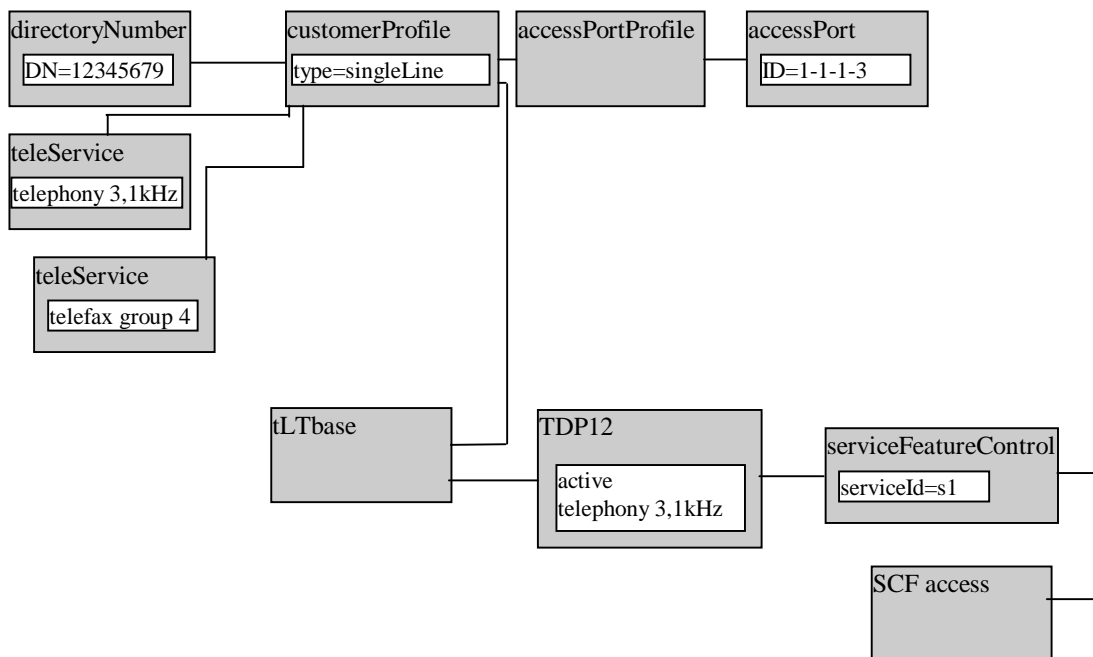 directoryNumber
DN=12345679
customerProfile
type=singleLine
accessPortProfile
accessPort
ID=1-1-1-3
teleService
telephony 3,1kHz
teleService
telefax group 4
tLTbase
TDP12
active
telephony 3,1kHz
serviceFeatureControl
serviceId=s1
SCF access